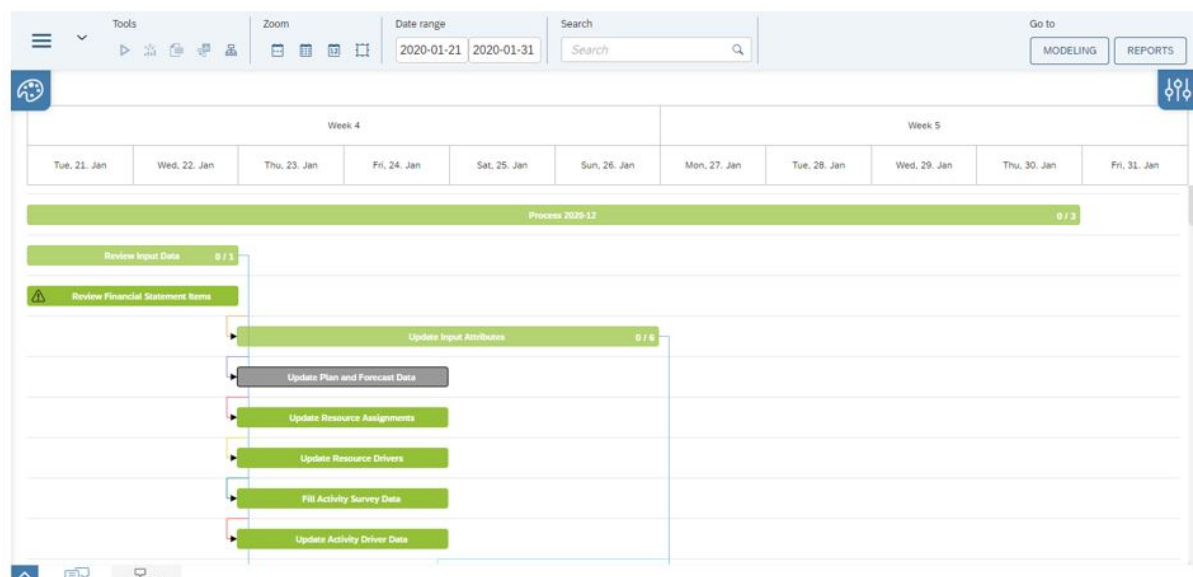 Tools Zoom Date range Search Go to
2020-01-21 2020-01-31 Search MODELING REPORTS
Week 4 Week 5
Tue, 21. Jan Wed, 22. Jan Thu, 23. Jan Fri, 24. Jan Sat, 25. Jan Sun, 26. Jan Mon, 27. Jan Tue, 28. Jan Wed, 29. Jan Thu, 30. Jan Fri, 31. Jan
Process 2020-12 0 / 3
Review Input Data 0 / 1
Review Financial Statement Items
Update Input Attributes 0 / 6
Update Plan and Forecast Data
Update Resource Assignments
Update Resource Drivers
Fill Activity Survey Data
Update Activity Driver Data